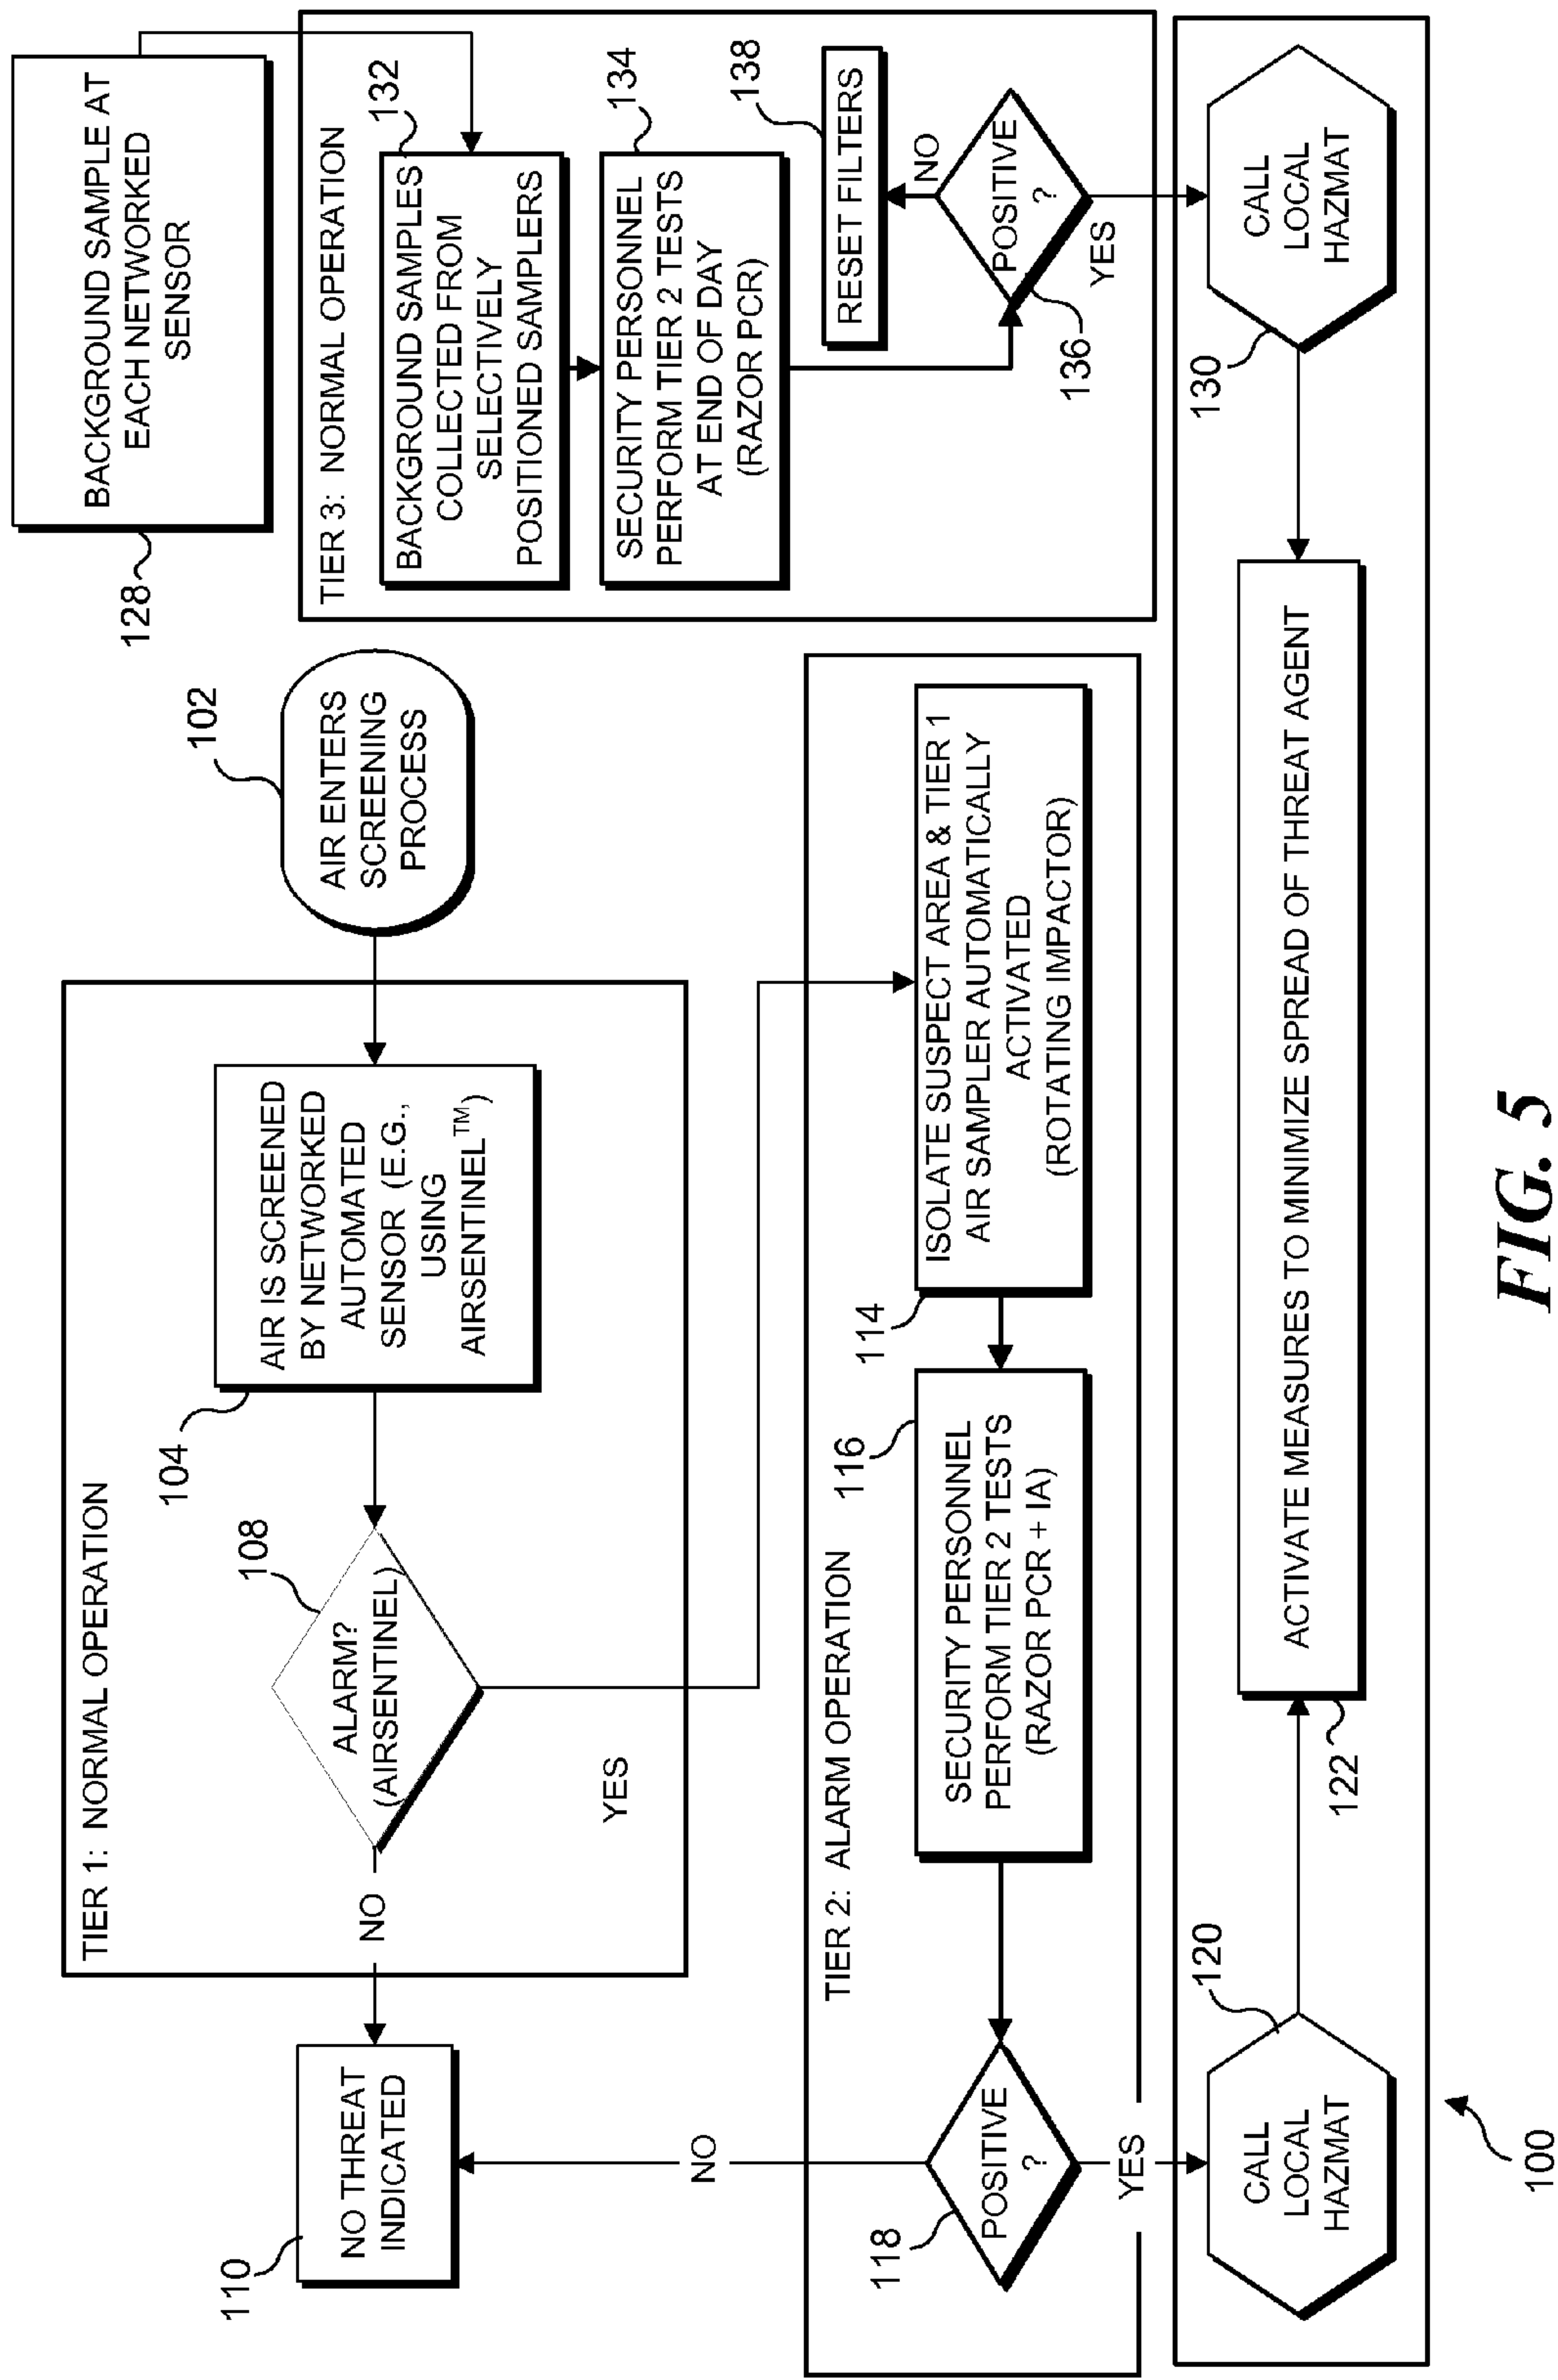 BACKGROUND SAMPLE AT
EACH NETWORKED
SENSOR
128
102
AIR ENTERS
SCREENING
PROCESS
TIER 1: NORMAL OPERATION
AIR IS SCREENED
BY NETWORKED
AUTOMATED
SENSOR (E.G.,
USING
AIRSENTINEL™)
104
108
ALARM?
(AIRSENTINEL)
NO
YES
NO THREAT
INDICATED
110
TIER 3: NORMAL OPERATION
132
BACKGROUND SAMPLES
COLLECTED FROM
SELECTIVELY
POSITIONED SAMPLERS
134
SECURITY PERSONNEL
PERFORM TIER 2 TESTS
AT END OF DAY
(RAZOR PCR)
138
RESET FILTERS
NO
POSITIVE
?
136
YES
TIER 2: ALARM OPERATION
ISOLATE SUSPECT AREA & TIER 1
AIR SAMPLER AUTOMATICALLY
ACTIVATED
(ROTATING IMPACTOR)
114
116
SECURITY PERSONNEL
PERFORM TIER 2 TESTS
(RAZOR PCR + IA)
NO
POSITIVE
?
118
YES
120
CALL
LOCAL
HAZMAT
ACTIVATE MEASURES TO MINIMIZE SPREAD OF THREAT AGENT
122
130
CALL
LOCAL
HAZMAT
100
FIG. 5